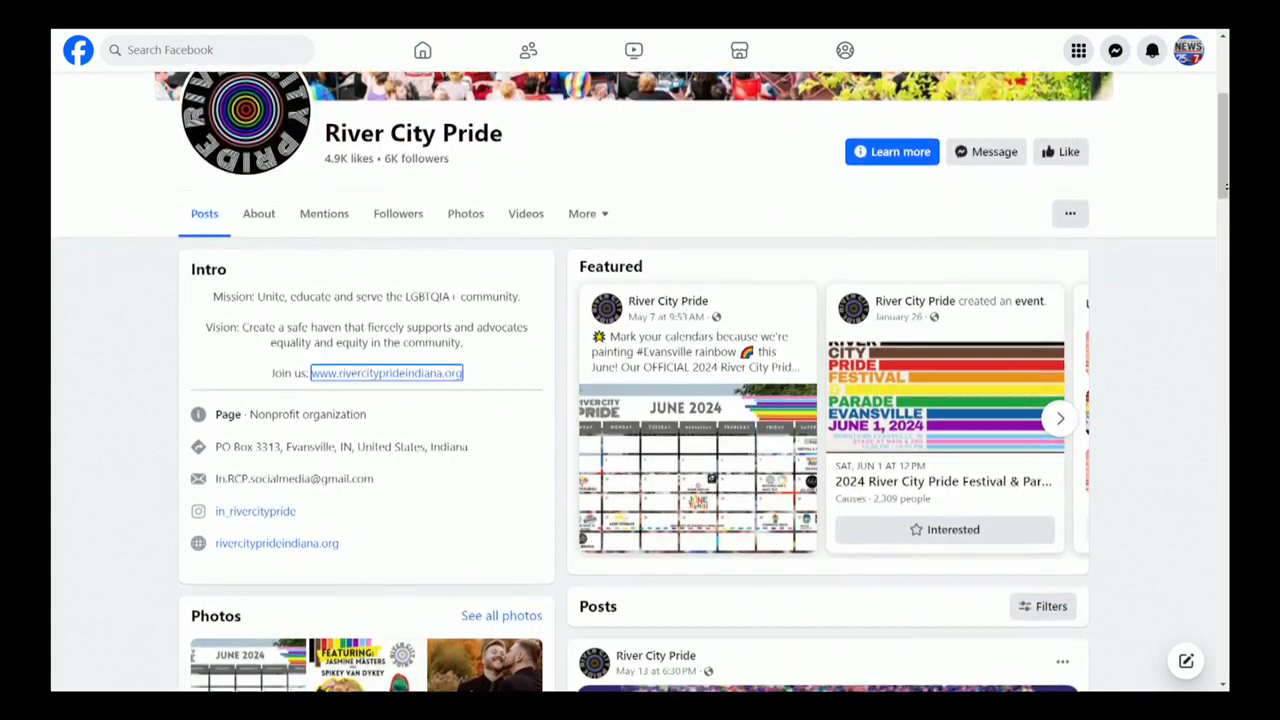 Search Facebook
NEWS
25 7
RIVER CITY PRIDE
River City Pride
4.9K likes • 6K followers
Learn more
Message
Like
Posts
About
Mentions
Followers
Photos
Videos
More
Intro
Mission: Unite, educate and serve the LGBTQIA+ community.
Vision: Create a safe haven that fiercely supports and advocates
equality and equity in the community.
Join us: www.rivercityprideindiana.org
Page · Nonprofit organization
PO Box 3313, Evansville, IN, United States, Indiana
In.RCP.socialmedia@gmail.com
in_rivercitypride
rivercityprideindiana.org
Photos
See all photos
JUNE 2024
FEATURING:
JASMINE MASTERS
SPIKEY VAN DYKEY
Featured
River City Pride
May 7 at 9:53 AM ·
🌟 Mark your calendars because we're
painting #Evansville rainbow 🌈 this
June! Our OFFICIAL 2024 River City Prid...
RIVER CITY
PRIDE
JUNE 2024
River City Pride created an event.
January 26 ·
RIVER
CITY
PRIDE
FESTIVAL
&
PARADE
EVANSVILLE
JUNE 1, 2024
SAT, JUN 1 AT 12 PM
2024 River City Pride Festival & Par...
Causes · 2,309 people
Interested
Posts
Filters
River City Pride
May 13 at 6:30 PM ·